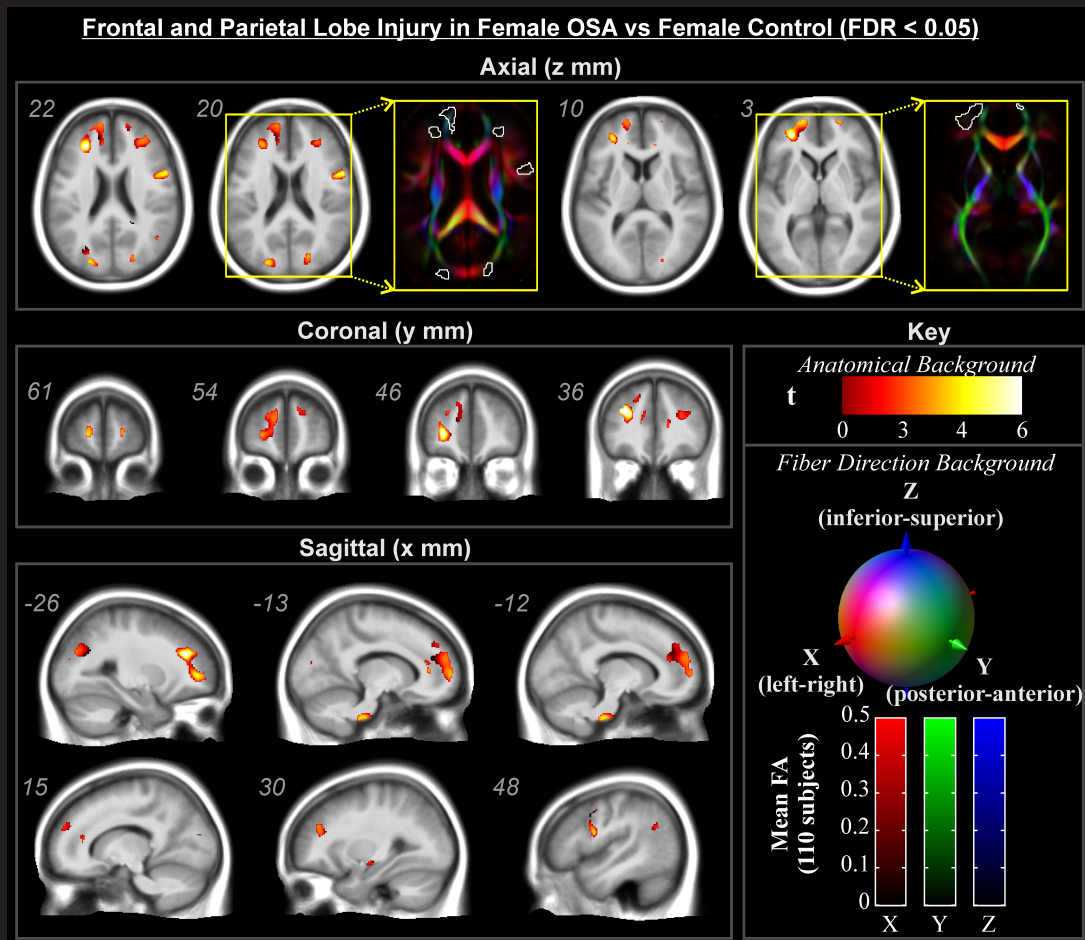 Frontal and Parietal Lobe Injury in Female OSA vs Female Control (FDR < 0.05)
Axial (z mm)
22
20
10
3
Coronal (y mm)
61
54
46
36
Sagittal (x mm)
-26
-13
-12
15
30
48
Key
Anatomical Background
t
0 3 4 6
Fiber Direction Background
Z
(inferior-superior)
X
(left-right)
Y
(posterior-anterior)
Mean FA
(110 subjects)
0.5
0.4
0.3
0.2
0.1
0
X Y Z